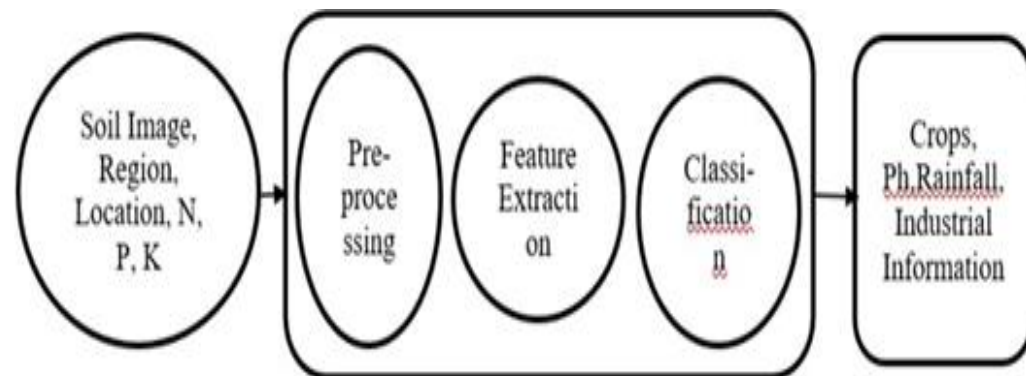 Soil Image,
Region,
Location, N,
P, K
Pre-
proce
ssing
Feature
Extracti
on
Classi-
ficatio
n
Crops,
Ph,Rainfall,
Industrial
Information